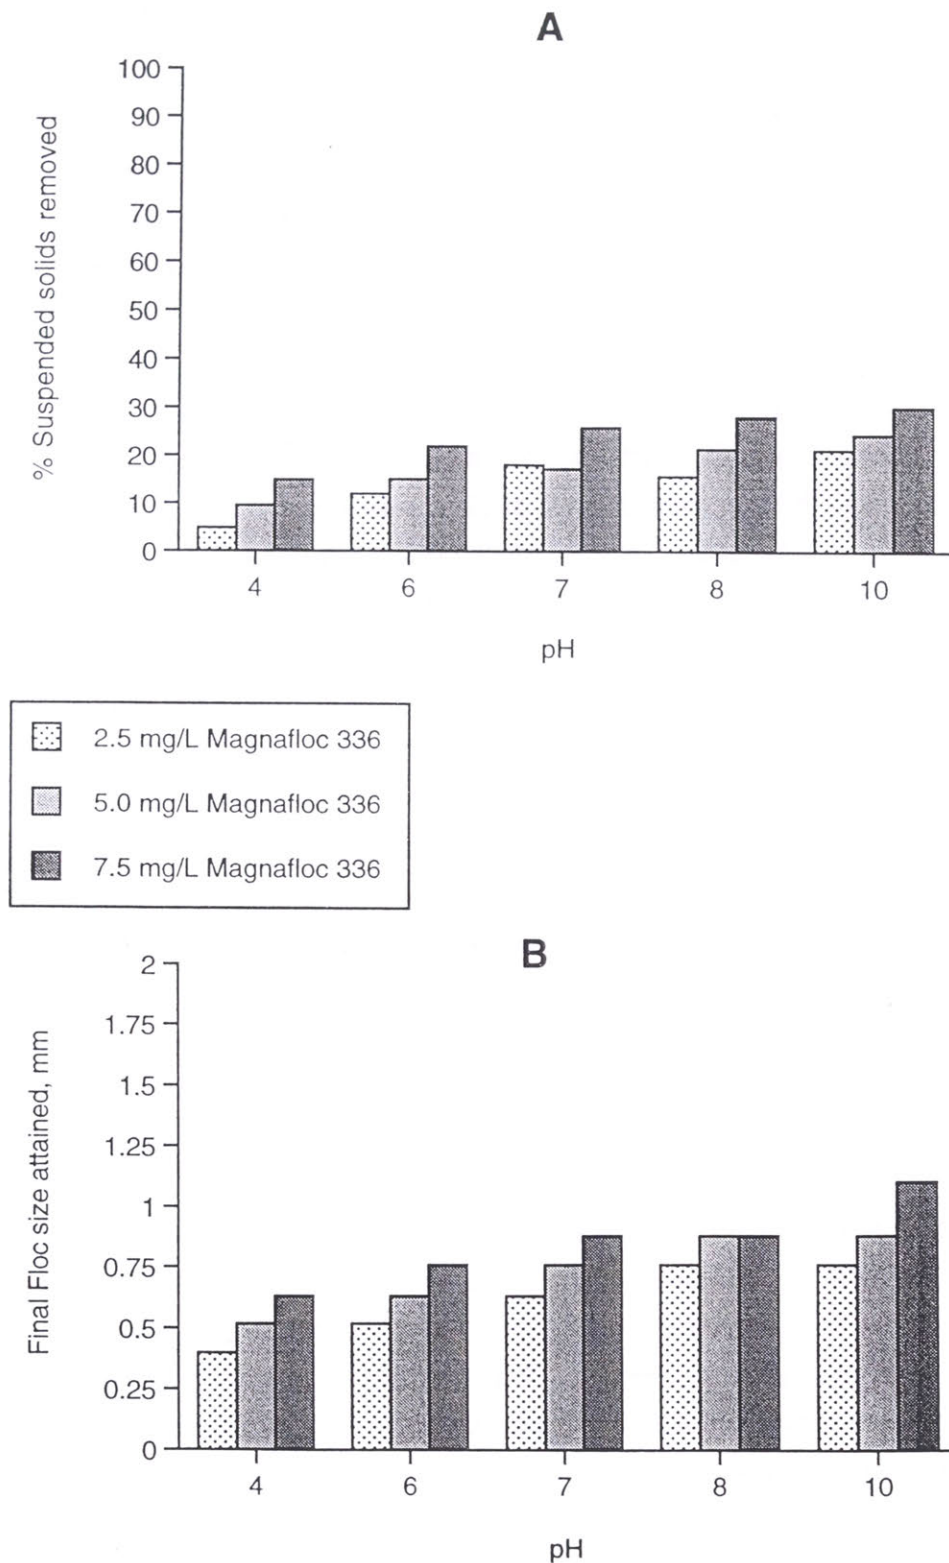 A
% Suspended solids removed
100
90
80
70
60
50
40
30
20
10
0
4 6 7 8 10
pH
2.5 mg/L Magnafloc 336
5.0 mg/L Magnafloc 336
7.5 mg/L Magnafloc 336
B
Final Floc size attained, mm
2
1.75
1.5
1.25
1
0.75
0.5
0.25
0
4 6 7 8 10
pH